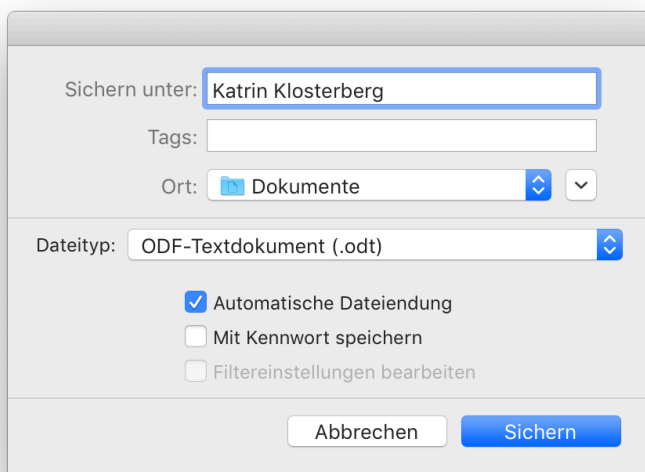 Sichern unter: Katrin Klosterberg
Tags:
Ort: Dokumente
Dateityp: ODF-Textdokument (.odt)
Automatische Dateiendung
Mit Kennwort speichern
Filtereinstellungen bearbeiten
Abbrechen Sichern